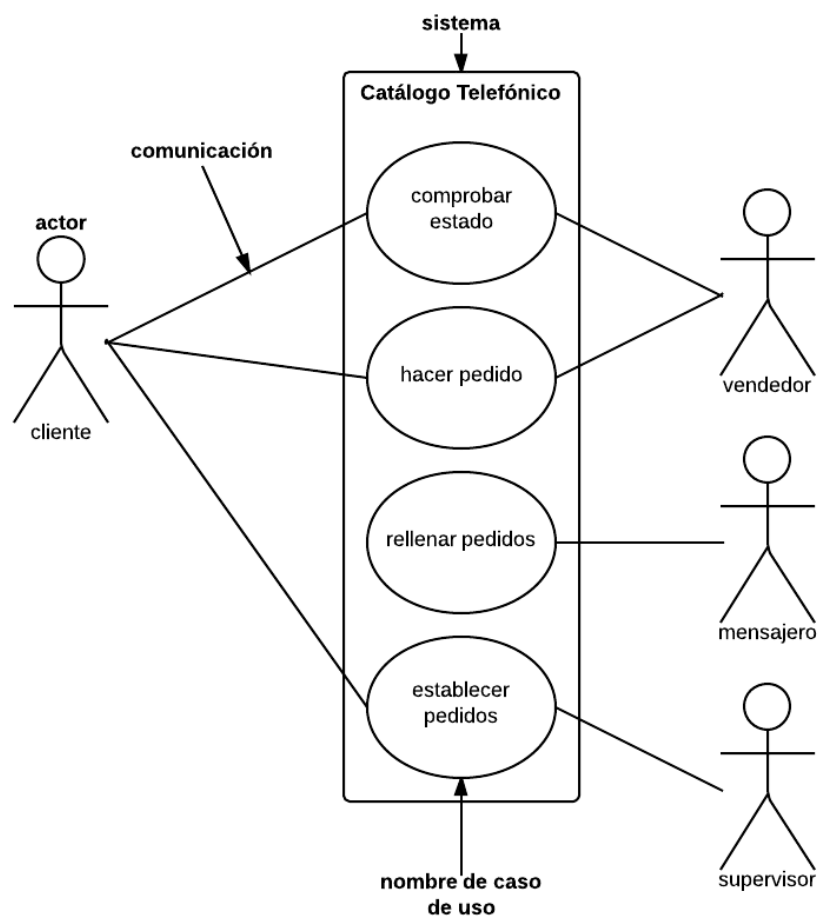 sistema
Catálogo Telefónico
comunicación
comprobar
estado
actor
cliente
vendedor
hacer pedido
rellenar pedidos
mensajero
establecer
pedidos
supervisor
nombre de caso
de uso